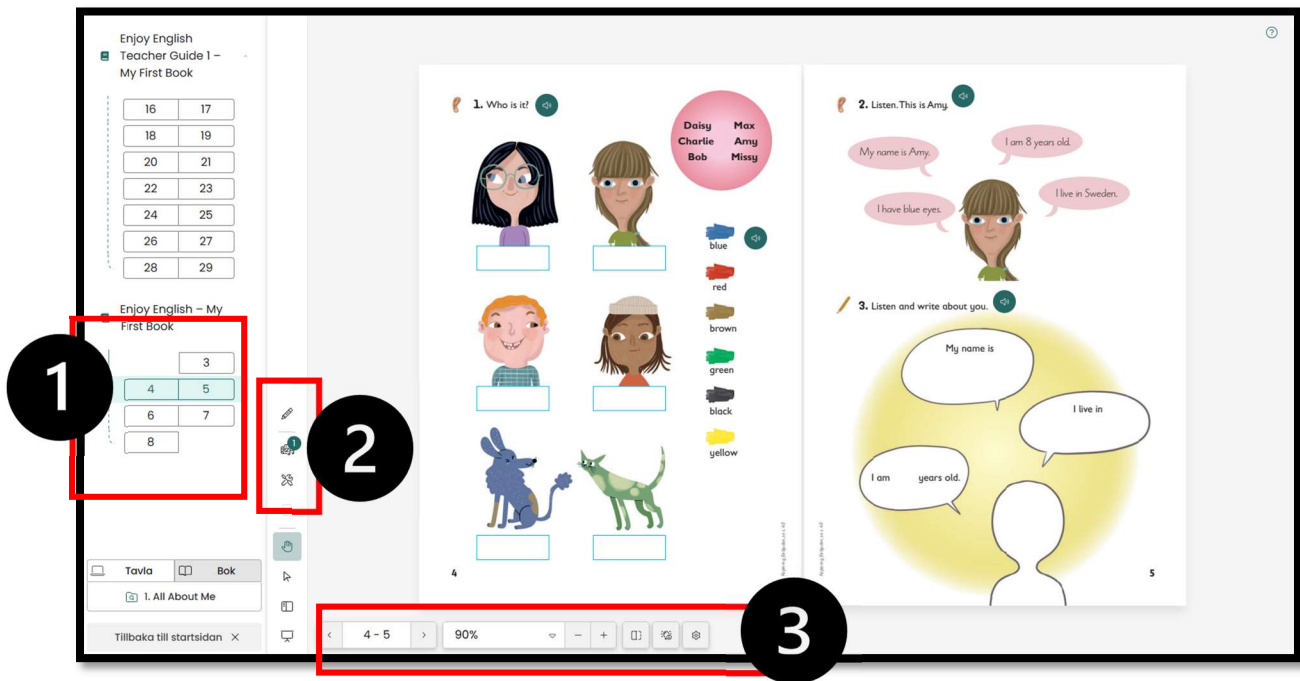 Enjoy English
Teacher Guide 1 –
My First Book
16 17
18 19
20 21
22 23
24 25
26 27
28 29
Enjoy English – My
First Book
3
4 5
6 7
8
1
2
1
Tavla Bok
1. All About Me
Tillbaka till startsidan
1. Who is it?
Daisy Max
Charlie Amy
Bob Missy
blue
red
brown
green
black
yellow
4
2. Listen. This is Amy.
My name is Amy.
I am 8 years old.
I have blue eyes.
I live in Sweden.
3. Listen and write about you.
My name is
I live in
I am years old.
5
4 - 5
90%
3